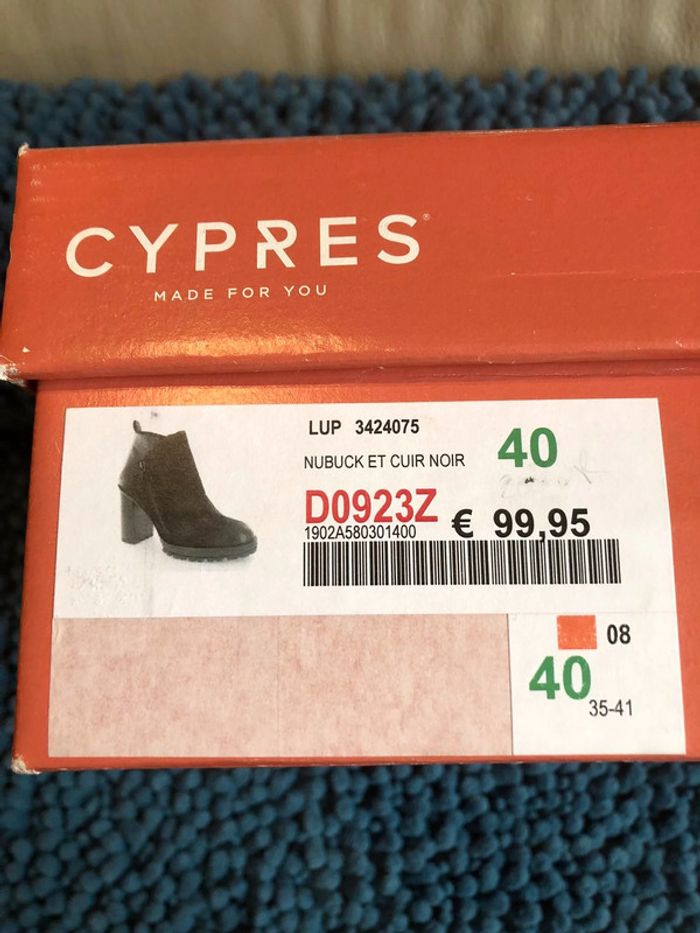 CYPRES®
MADE FOR YOU
LUP 3424075
NUBUCK ET CUIR NOIR
40
D0923Z
1902A580301400
€ 99,95
08
40
35-41